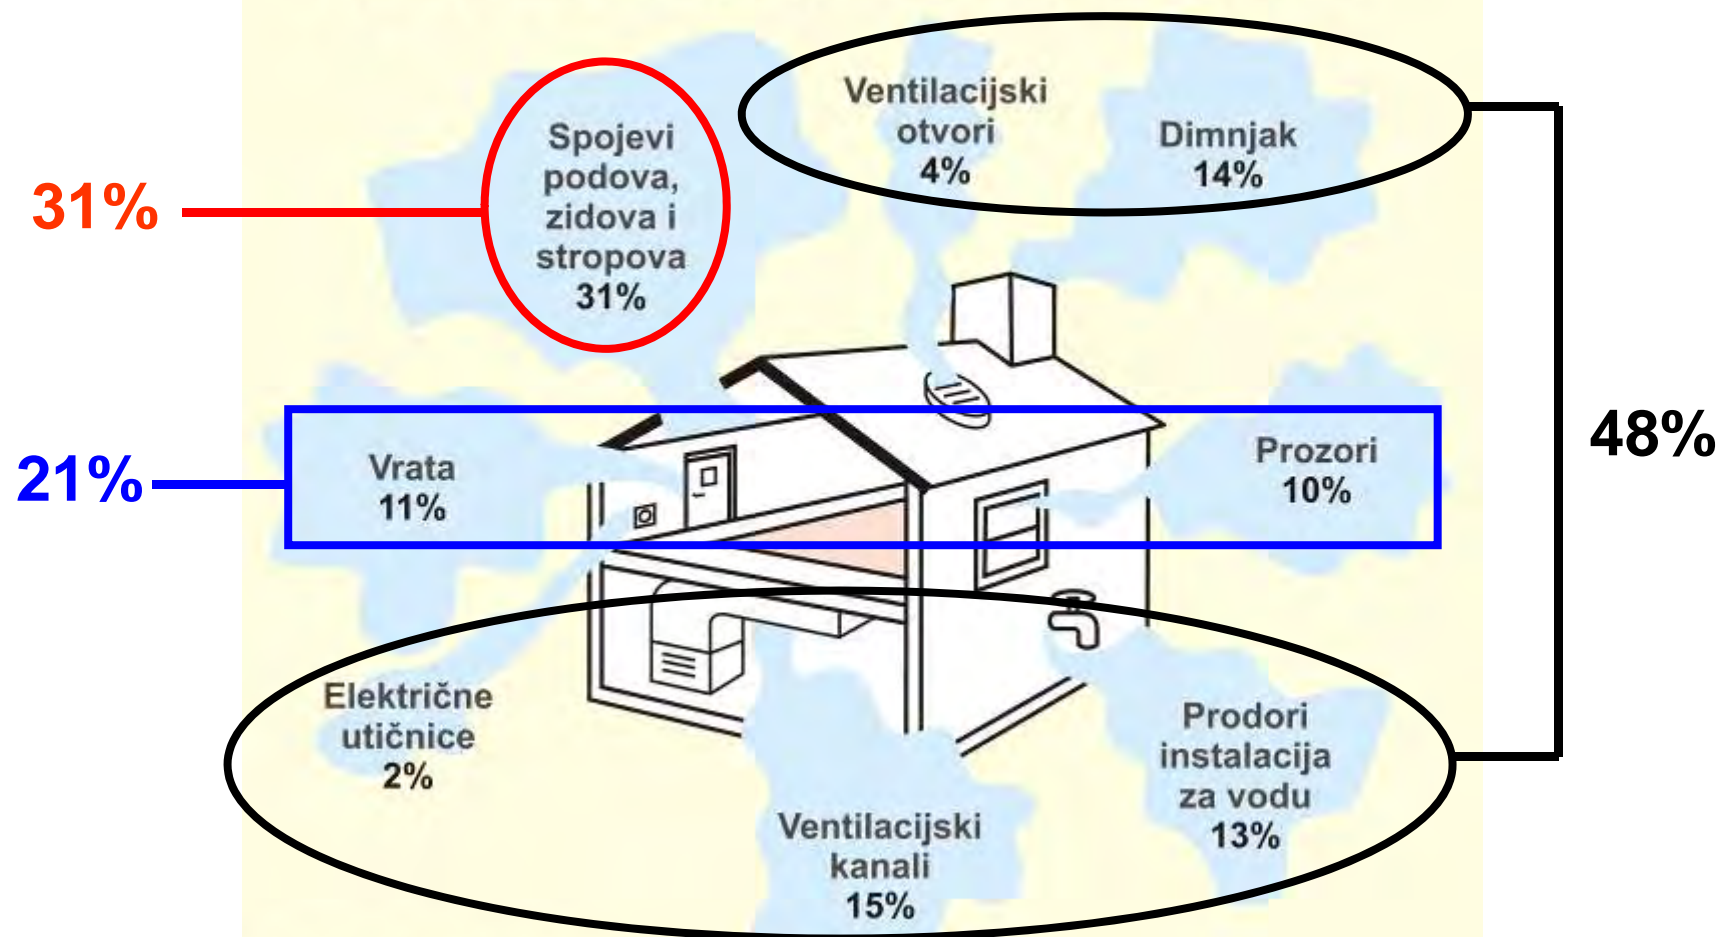 Spojevi
podova,
zidova i
stropova
31%
Ventilacijski
otvori
4%
Dimnjak
14%
31%
21%
Vrata
11%
Prozori
10%
48%
Električne
utičnice
2%
Ventilacijski
kanali
15%
Prodori
instalacija
za vodu
13%